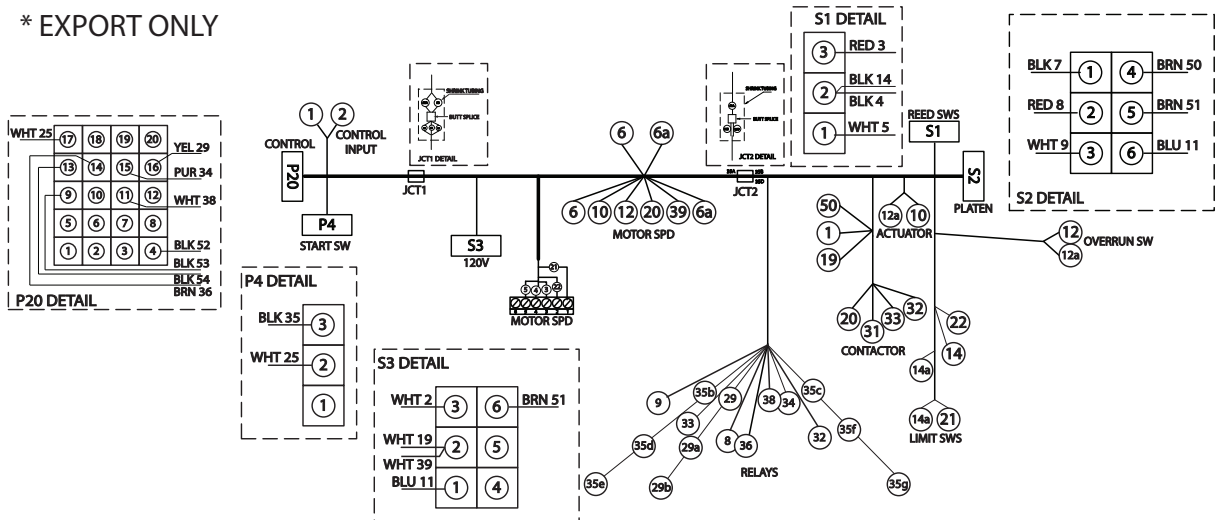 * EXPORT ONLY
WHT 25
17 18 19 20
13 14 15 16
9 10 11 12
5 6 7 8
1 2 3 4
YEL 29
PUR 34
WHT 38
BLK 52
BLK 53
BLK 54
BRN 36
P20 DETAIL
CONTROL
P20
1 2
CONTROL
INPUT
P4
START SW
P4 DETAIL
BLK 35
3
WHT 25
2
1
SHRINK TUBING
BUTT SPLICE
JCT1 DETAIL
JCT1
S3
120V
21
5 4 3 22
MOTOR SPD
S3 DETAIL
WHT 2
3 6
BRN 51
WHT 19
2 5
WHT 39
BLU 11
1 4
6 6a
6 10 12 20 39 6a
MOTOR SPD
SHRINK TUBING
BUTT SPLICE
JCT2 DETAIL
JCT2
S1 DETAIL
3
RED 3
2
BLK 14
BLK 4
1
WHT 5
REED SWS
S1
S2
PLATEN
S2 DETAIL
BLK 7
1 4
BRN 50
RED 8
2 5
BRN 51
WHT 9
3 6
BLU 11
50
1
19
12a 10
ACTUATOR
12
12a
OVERRUN SW
20 31 33 32
CONTACTOR
22
14
14a
14a 21
LIMIT SWS
9 35b 29 38 34 35c
33
35d 29a 8 36 32 35f
35e 29b 35g
RELAYS